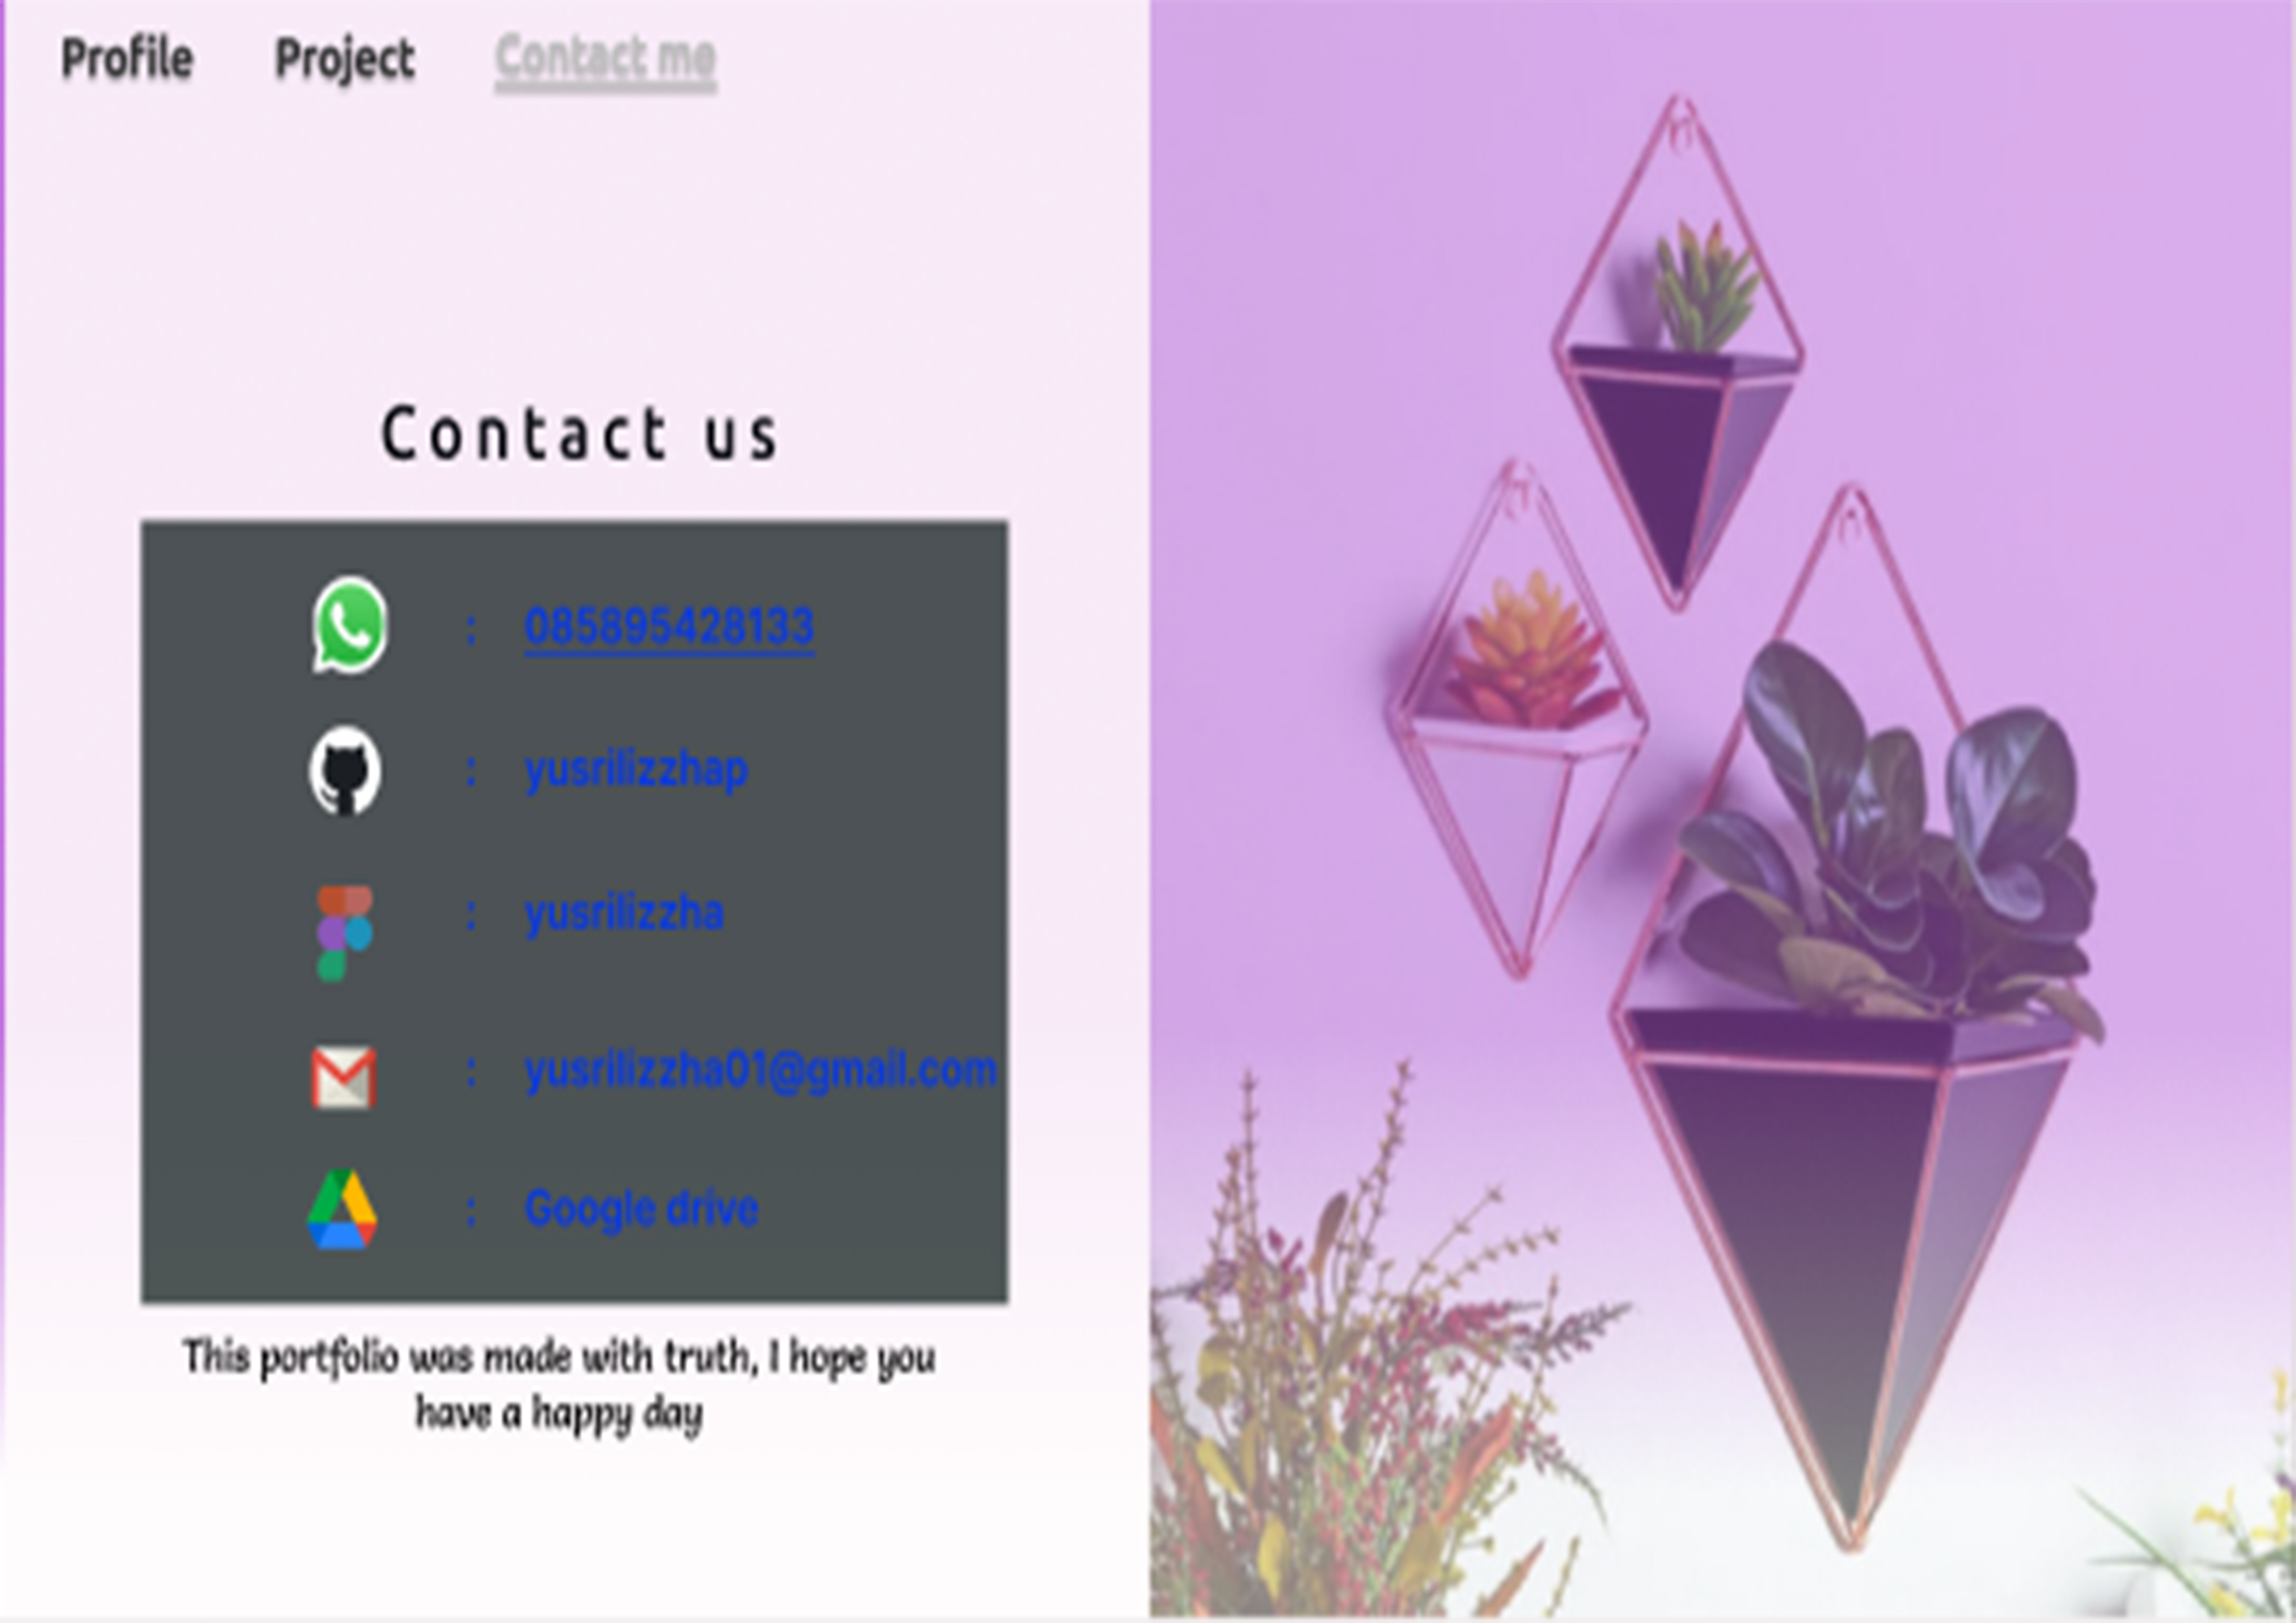 Profile Project Contact me
Contact us
: 085895428133
: yusrilizzhap
: yusrilizzha
: yusrilizzha01@gmail.com
: Google drive
This portfolio was made with truth, I hope you
have a happy day